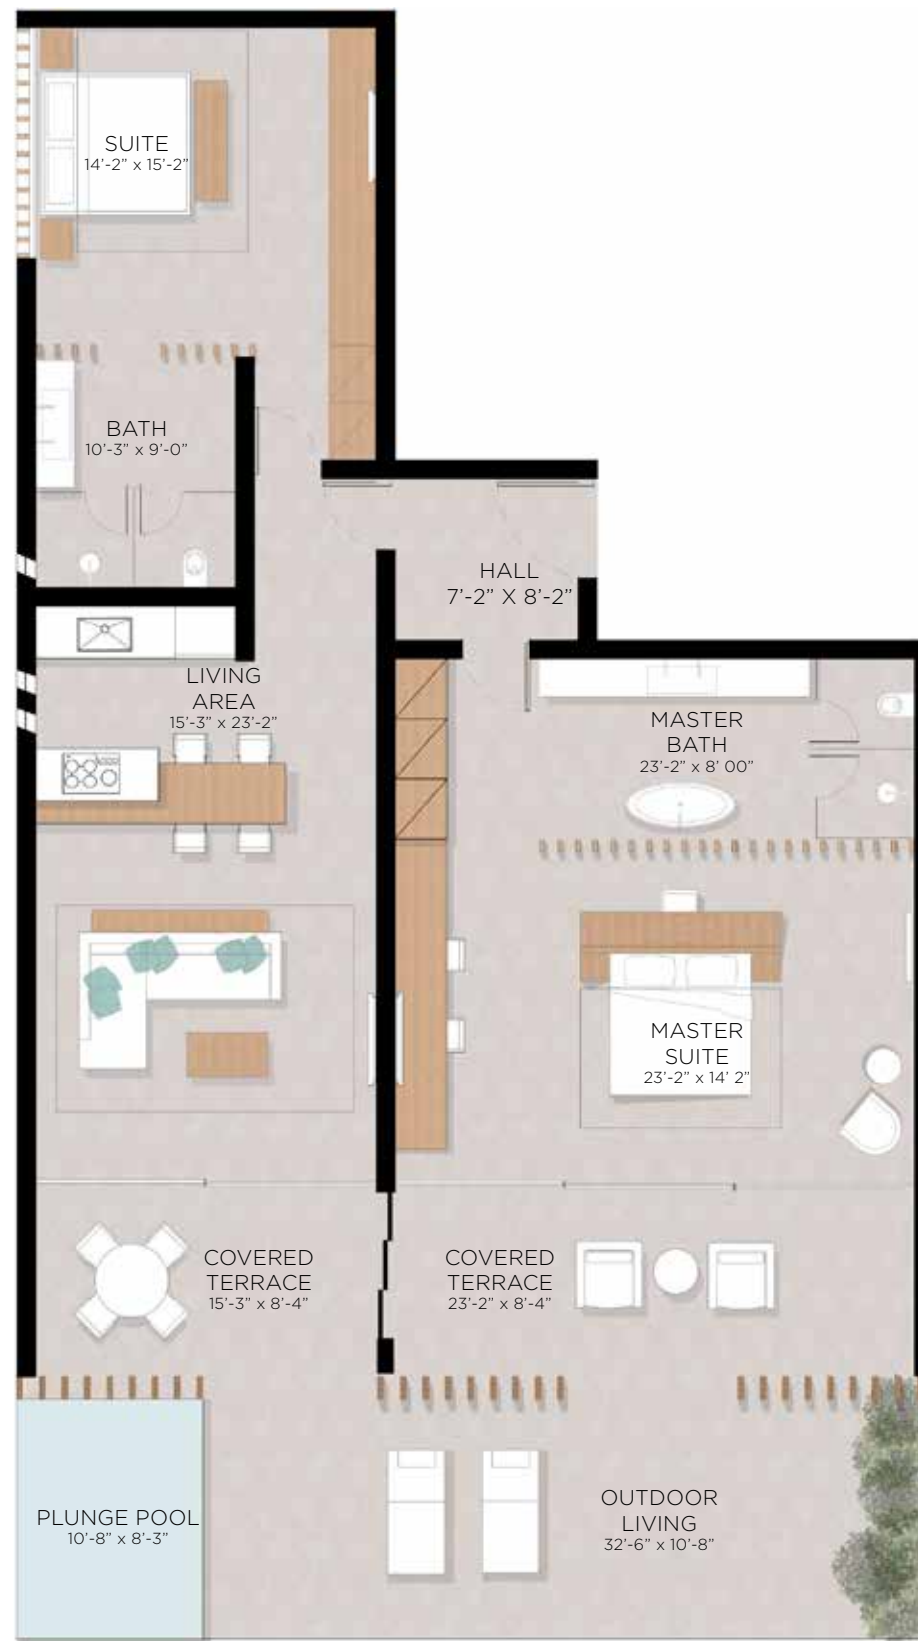 SUITE
14'-2" x 15'-2"
BATH
10'-3" x 9'-0"
HALL
7'-2" X 8'-2"
LIVING
AREA
15'-3" x 23'-2"
MASTER
BATH
23'-2" x 8' 00"
MASTER
SUITE
23'-2" x 14' 2"
COVERED
TERRACE
15'-3" x 8'-4"
COVERED
TERRACE
23'-2" x 8'-4"
PLUNGE POOL
10'-8" x 8'-3"
OUTDOOR
LIVING
32'-6" x 10'-8"